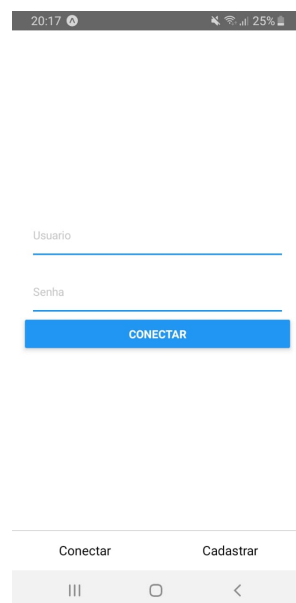 20:17 25%
Usuario
Senha
CONECTAR
Conectar Cadastrar